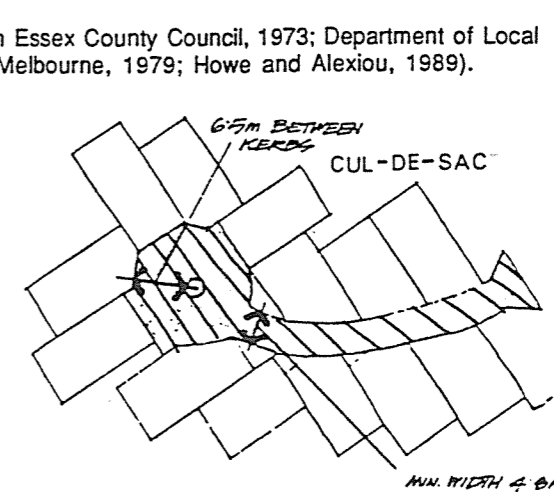 Essex County Council, 1973; Department of Local
Melbourne, 1979; Howe and Alexiou, 1989).
6·5m BETWEEN
KERBS
CUL-DE-SAC
MIN. WIDTH 4·8